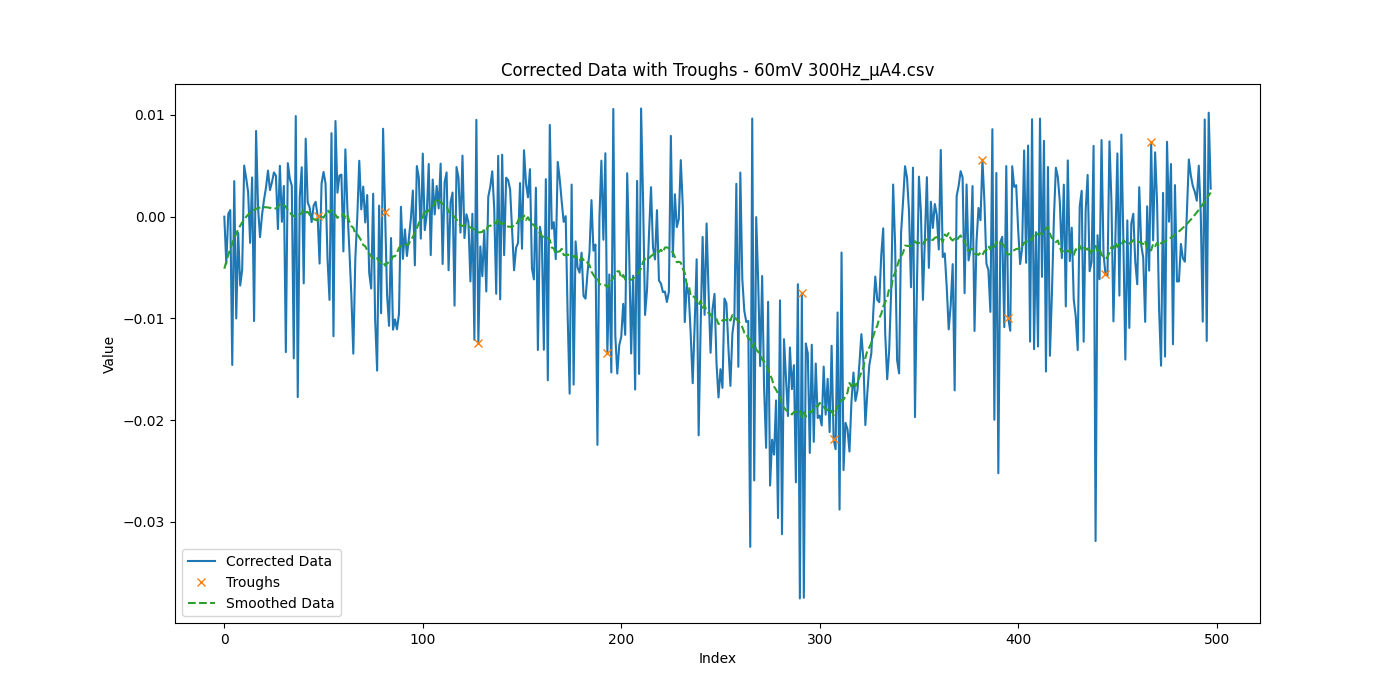 Corrected Data with Troughs - 60mV 300Hz_µA4.csv
0.01
0.00
−0.01
−0.02
−0.03
Value
Corrected Data
Troughs
Smoothed Data
0 100 200 300 400 500
Index